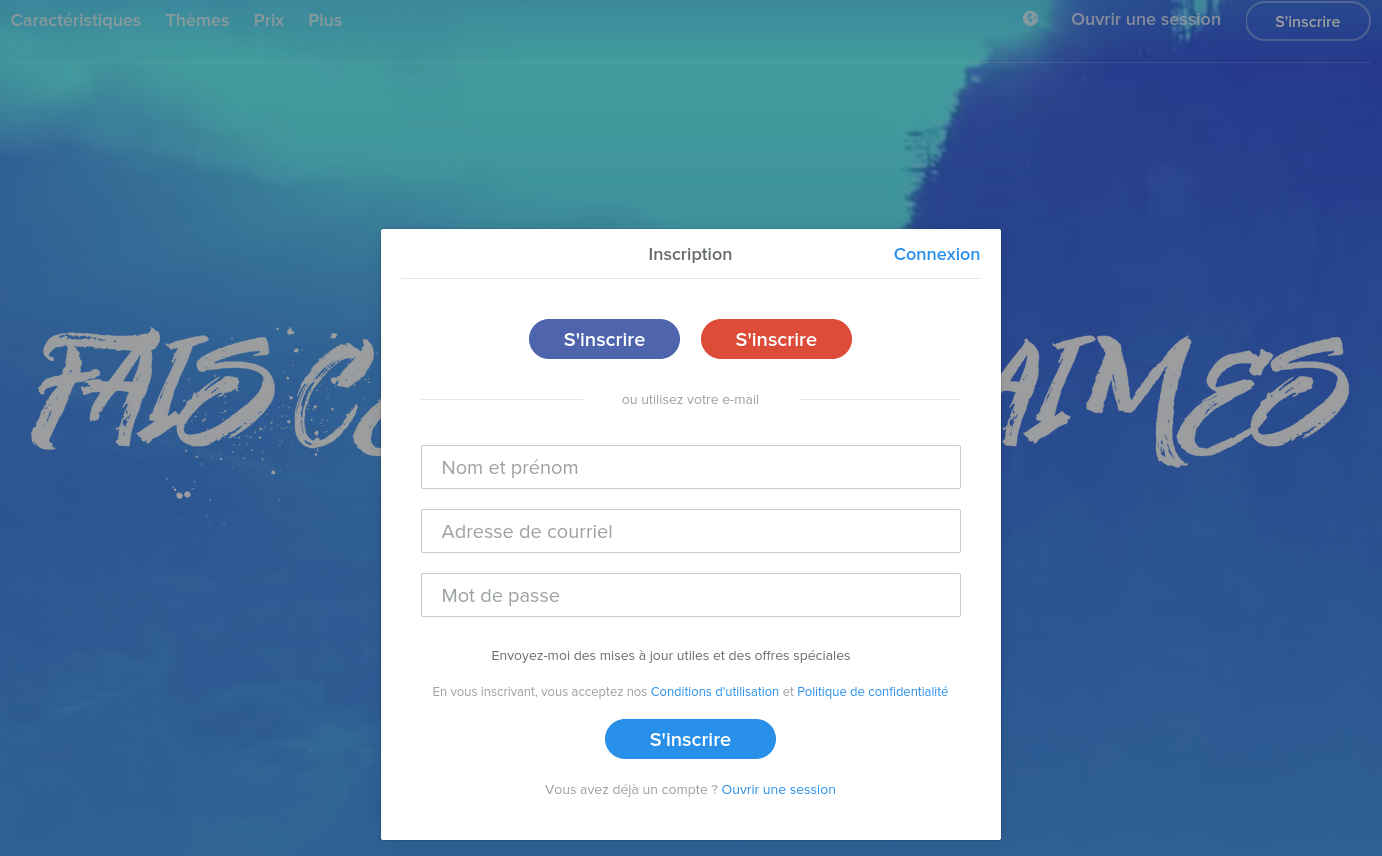 Caractéristiques Thèmes Prix Plus Ouvrir une session S'inscrire
Inscription Connexion
S'inscrire S'inscrire
FAIS C AIMES
ou utilisez votre e-mail
Nom et prénom
Adresse de courriel
Mot de passe
Envoyez-moi des mises à jour utiles et des offres spéciales
En vous inscrivant, vous acceptez nos Conditions d'utilisation et Politique de confidentialité
S'inscrire
Vous avez déjà un compte ? Ouvrir une session